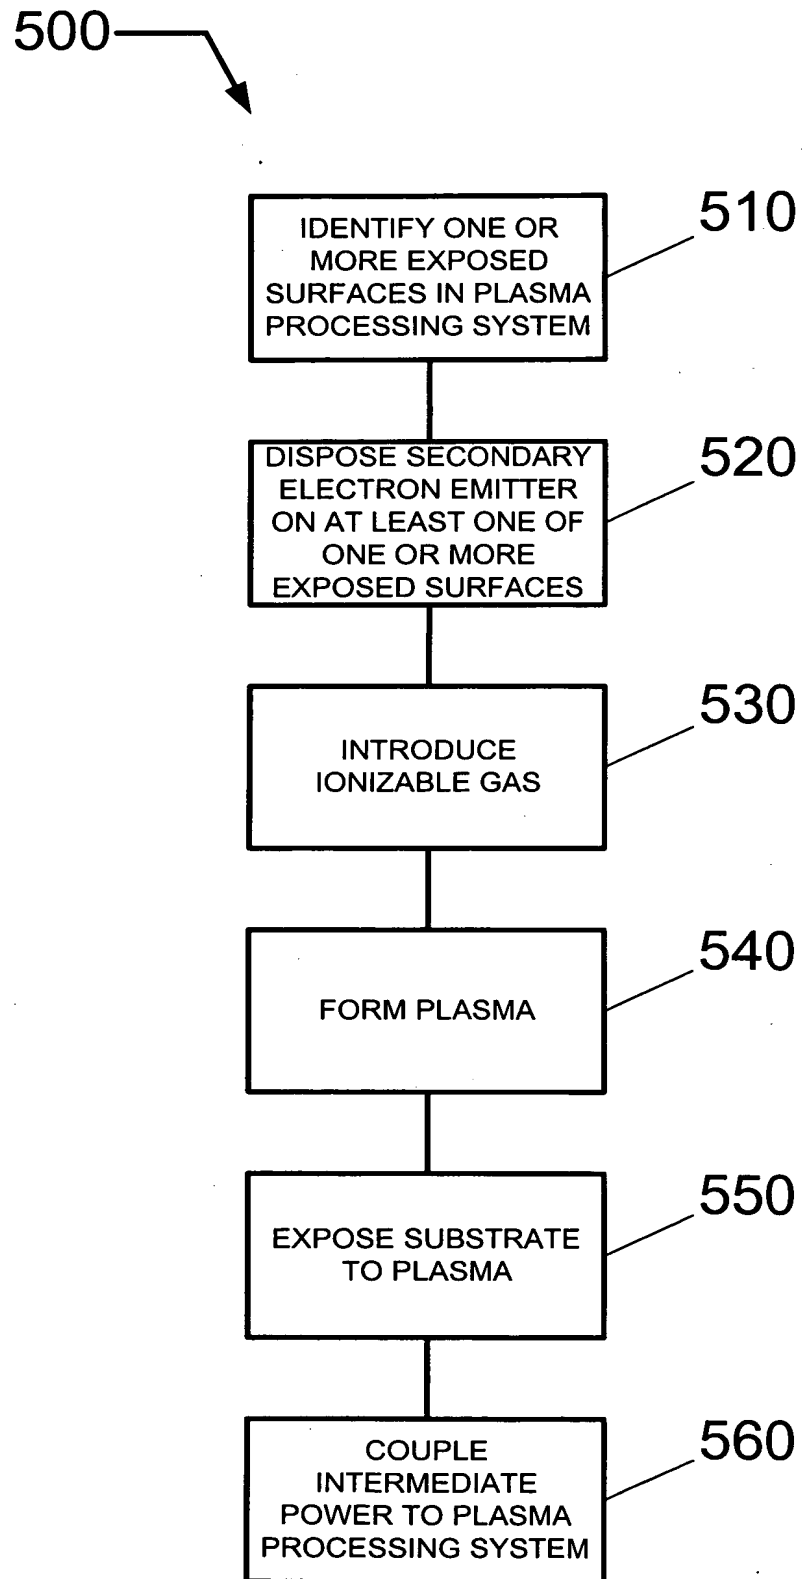 500
IDENTIFY ONE OR
MORE EXPOSED
SURFACES IN PLASMA
PROCESSING SYSTEM
510
DISPOSE SECONDARY
ELECTRON EMITTER
ON AT LEAST ONE OF
ONE OR MORE
EXPOSED SURFACES
520
INTRODUCE
IONIZABLE GAS
530
FORM PLASMA
540
EXPOSE SUBSTRATE
TO PLASMA
550
COUPLE
INTERMEDIATE
POWER TO PLASMA
PROCESSING SYSTEM
560